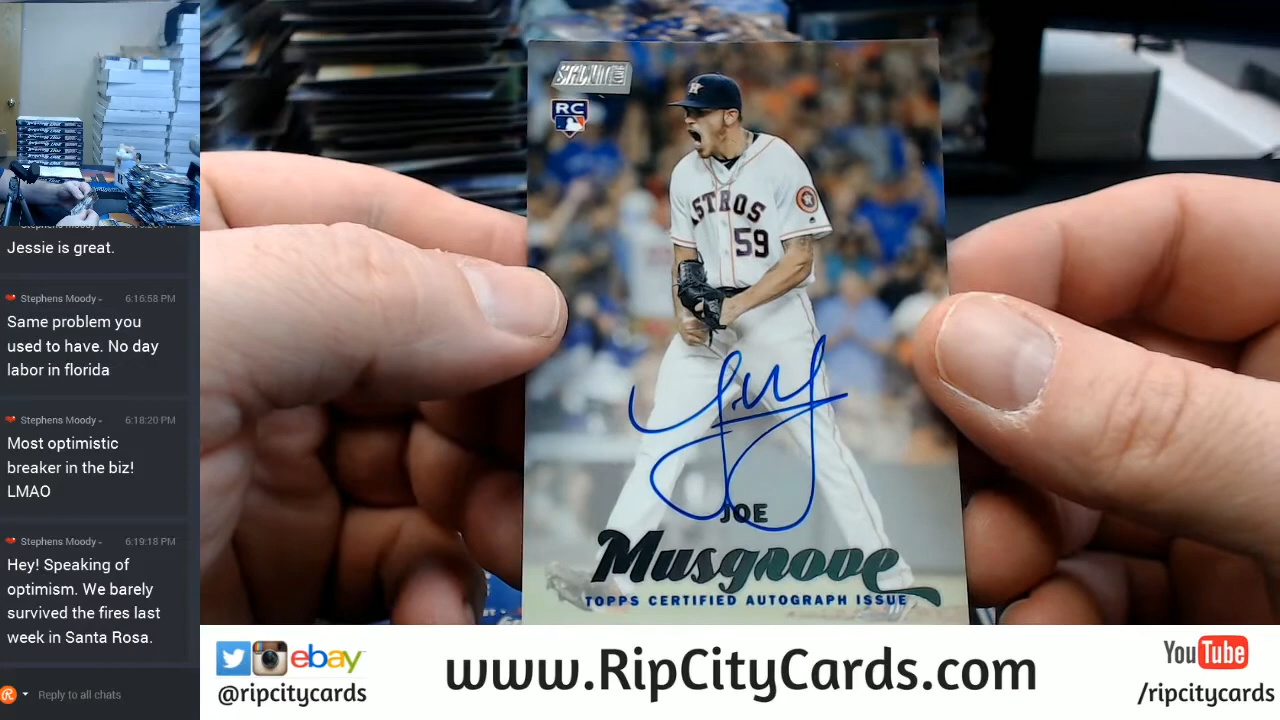 Jessie is great.
Stephens Moody
6:16:58 PM
Same problem you
used to have. No day
labor in florida
Stephens Moody
6:18:20 PM
Most optimistic
breaker in the biz!
LMAO
Stephens Moody
6:19:18 PM
Hey! Speaking of
optimism. We barely
survived the fires last
week in Santa Rosa.
Reply to all chats
SALUTE
RC
ASTROS
59
JOE
Musgrove
TOPPS CERTIFIED AUTOGRAPH ISSUE
ebay
@ripcitycards
www.RipCityCards.com
YouTube
/ripcitycards